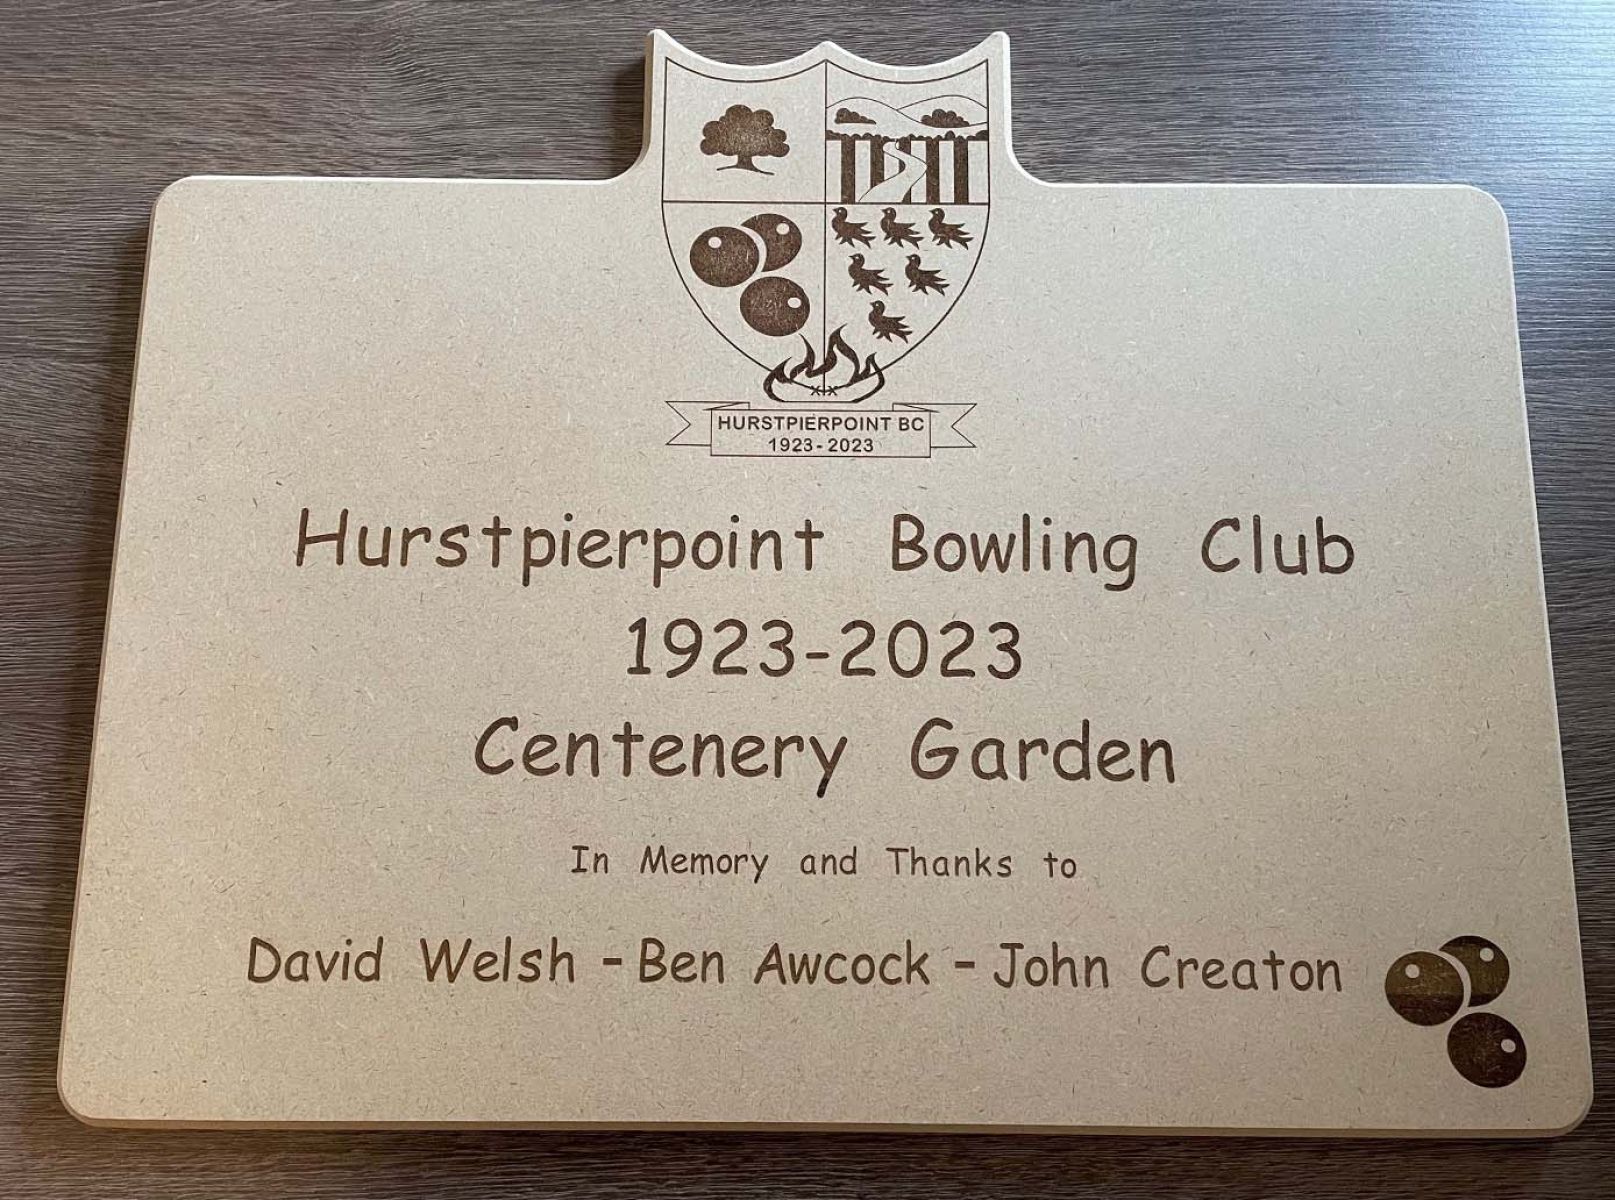 HURSTPIERPOINT BC
1923-2023
Hurstpierpoint Bowling Club
1923-2023
Centenery Garden
In Memory and Thanks to
David Welsh - Ben Awcock - John Creaton